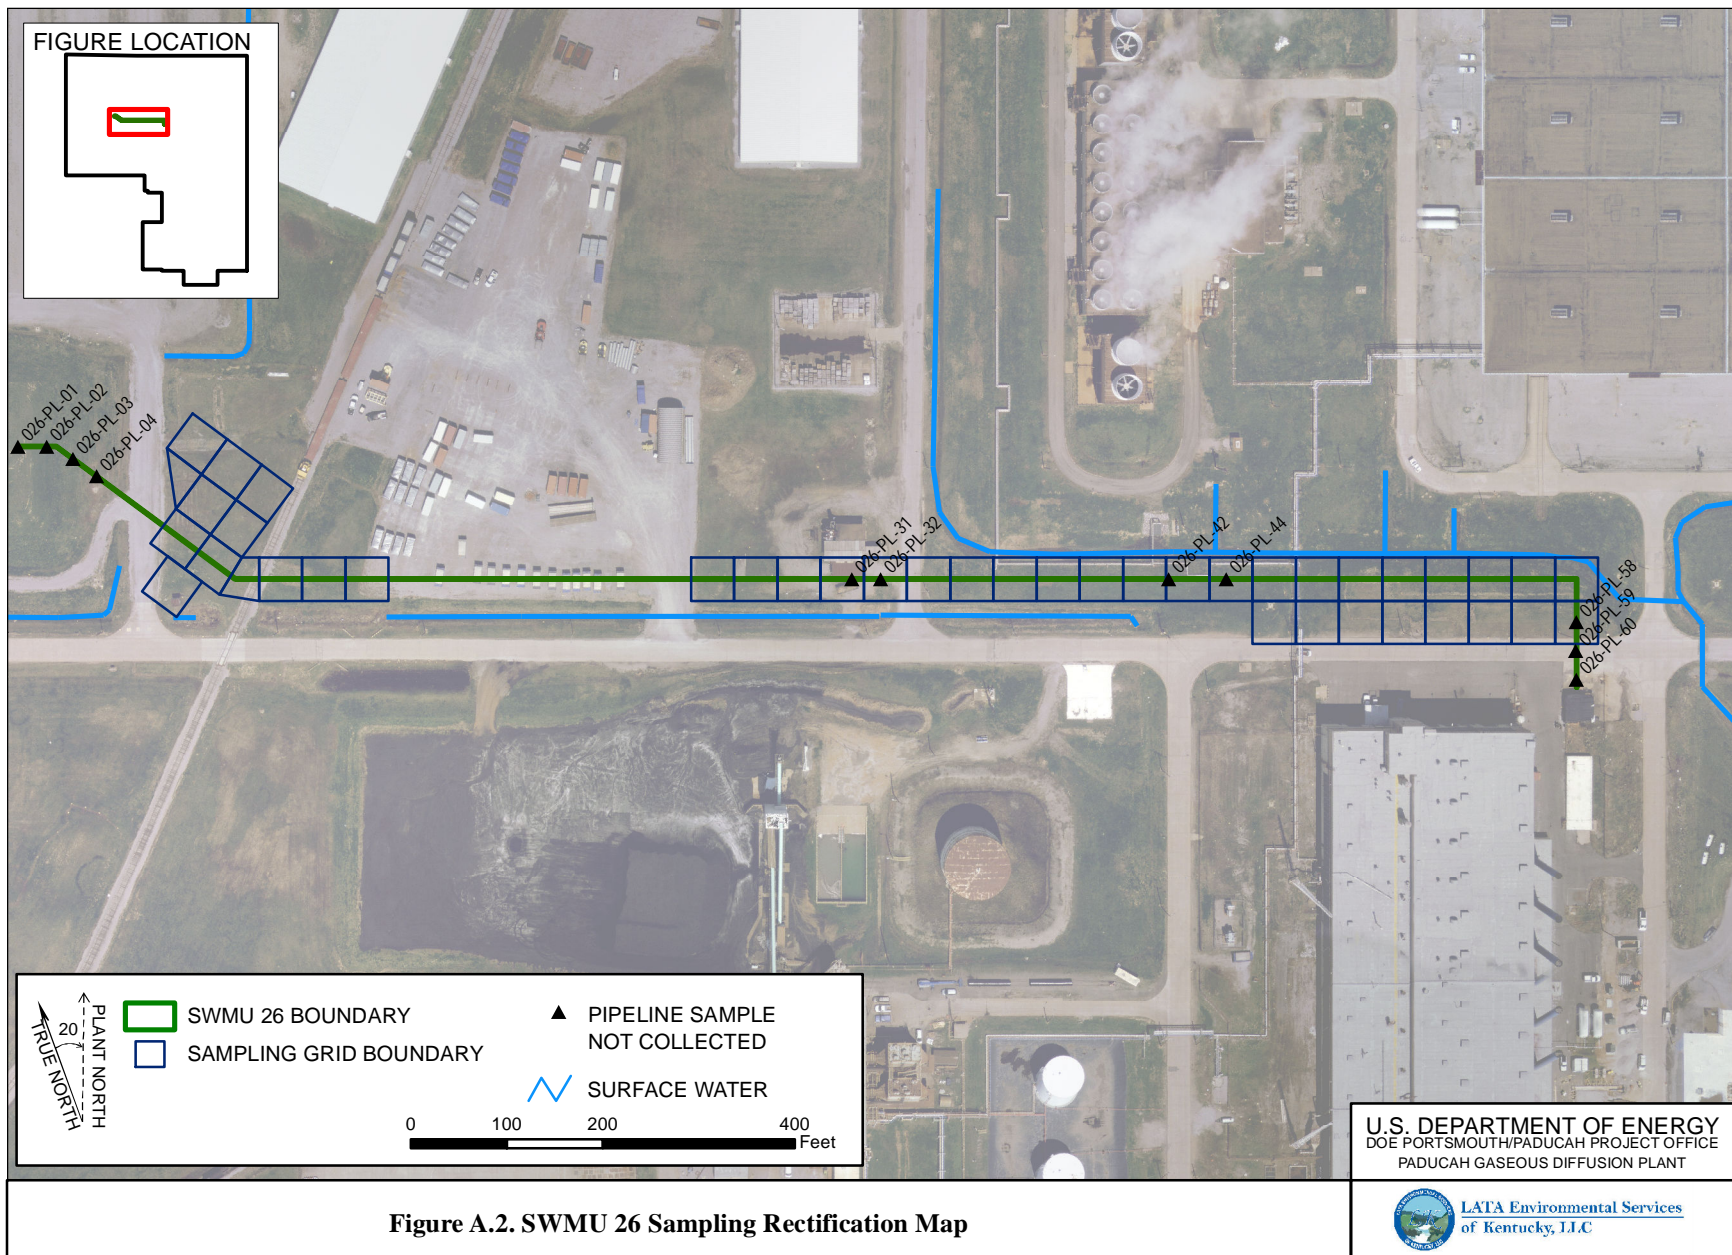 FIGURE LOCATION
026-PL-01
026-PL-02
026-PL-03
026-PL-04
026-PL-31
026-PL-32
026-PL-42
026-PL-44
026-PL-58
026-PL-59
026-PL-60
TRUE NORTH
20
PLANT NORTH
SWMU 26 BOUNDARY
SAMPLING GRID BOUNDARY
PIPELINE SAMPLE
NOT COLLECTED
SURFACE WATER
0 100 200 400
Feet
U.S. DEPARTMENT OF ENERGY
DOE PORTSMOUTH/PADUCAH PROJECT OFFICE
PADUCAH GASEOUS DIFFUSION PLANT
Figure A.2. SWMU 26 Sampling Rectification Map
LATA Environmental Services
of Kentucky, LLC